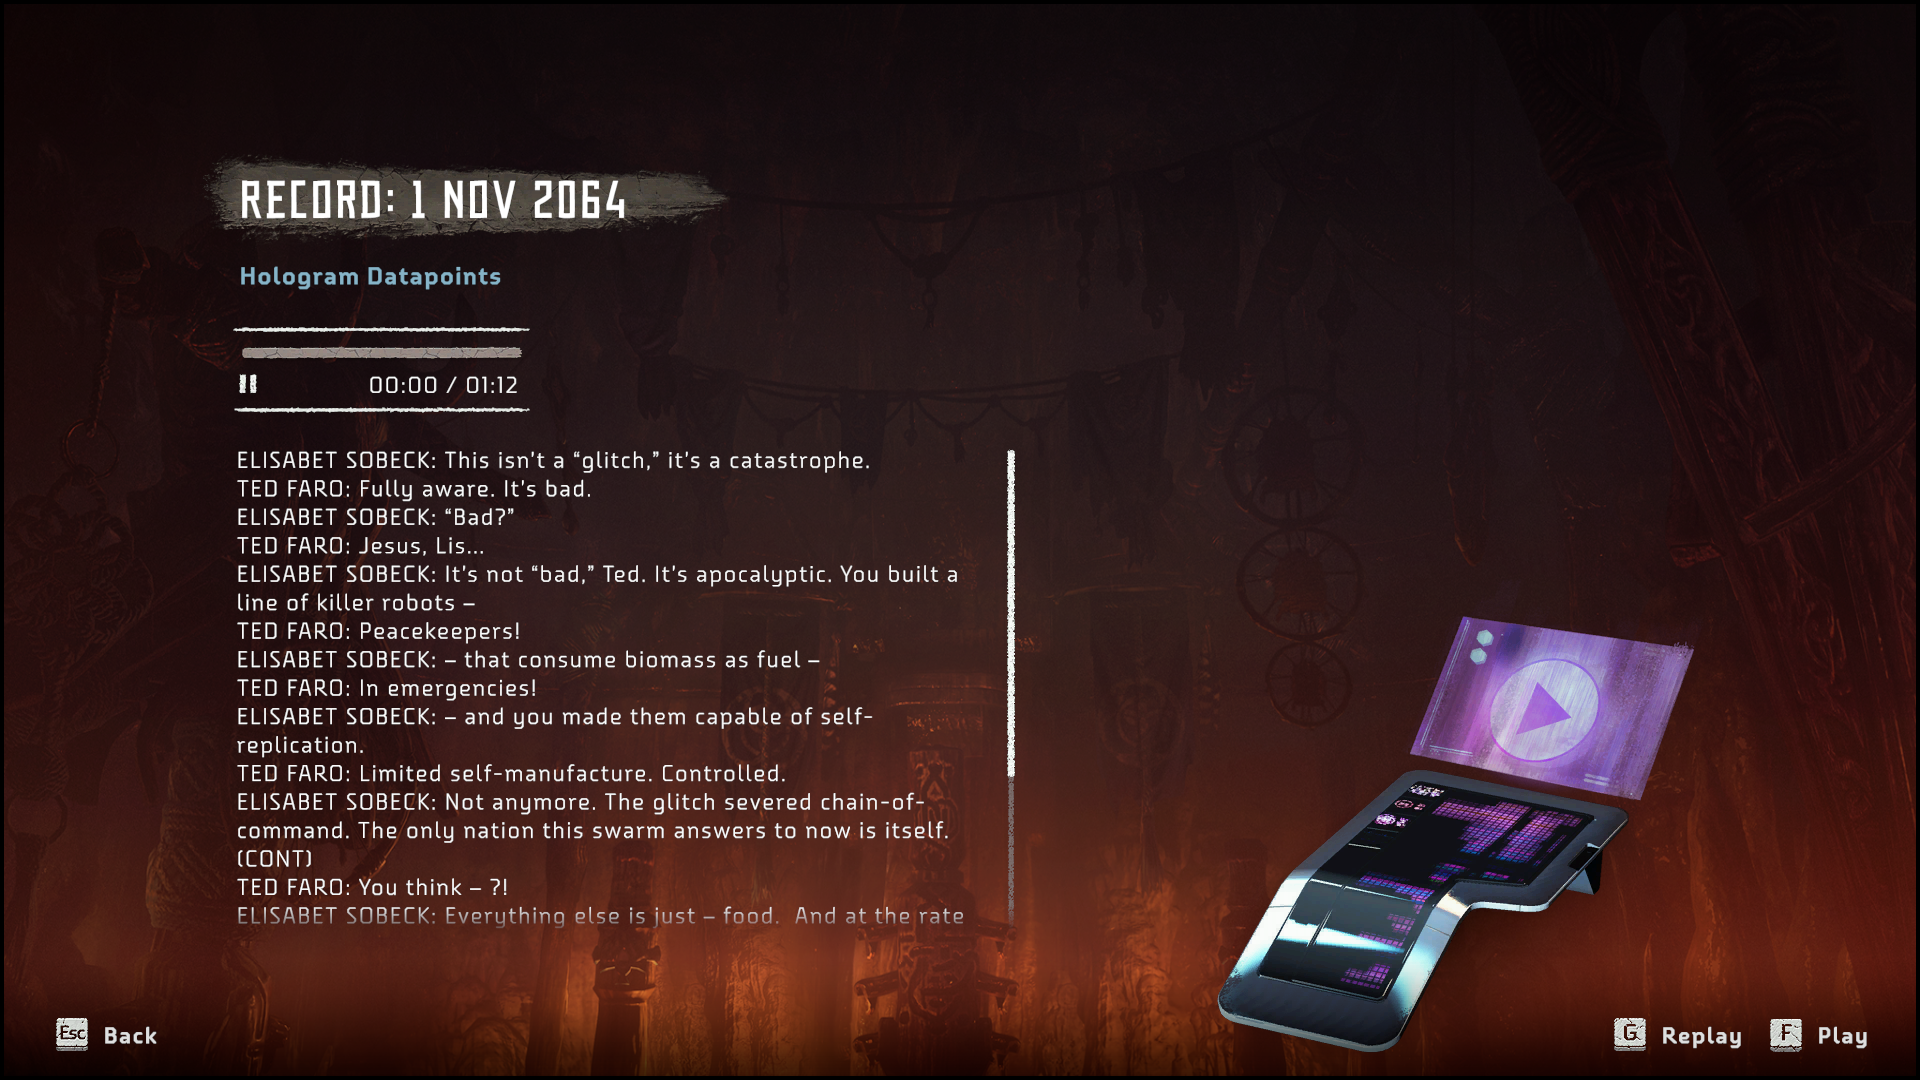 RECORD: 1 NOV 2064
Hologram Datapoints
00:00 / 01:12
ELISABET SOBECK: This isn’t a “glitch,” it’s a catastrophe.
TED FARO: Fully aware. It’s bad.
ELISABET SOBECK: “Bad?”
TED FARO: Jesus, Lis...
ELISABET SOBECK: It’s not “bad,” Ted. It’s apocalyptic. You built a
line of killer robots –
TED FARO: Peacekeepers!
ELISABET SOBECK: – that consume biomass as fuel –
TED FARO: In emergencies!
ELISABET SOBECK: – and you made them capable of self-
replication.
TED FARO: Limited self-manufacture. Controlled.
ELISABET SOBECK: Not anymore. The glitch severed chain-of-
command. The only nation this swarm answers to now is itself.
(CONT)
TED FARO: You think – ?!
ELISABET SOBECK: Everything else is just – food.  And at the rate
Esc Back
G Replay F Play